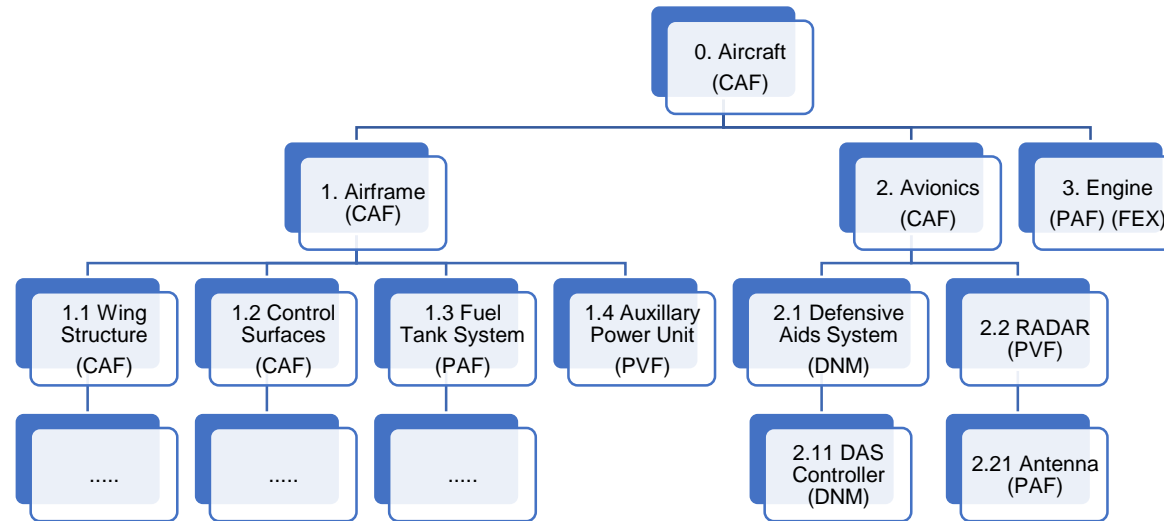 0. Aircraft
(CAF)
1. Airframe
(CAF)
2. Avionics
(CAF)
3. Engine
(PAF) (FEX)
1.1 Wing
Structure
(CAF)
1.2 Control
Surfaces
(CAF)
1.3 Fuel
Tank System
(PAF)
1.4 Auxillary
Power Unit
(PVF)
2.1 Defensive
Aids System
(DNM)
2.2 RADAR
(PVF)
.....
.....
.....
2.11 DAS
Controller
(DNM)
2.21 Antenna
(PAF)